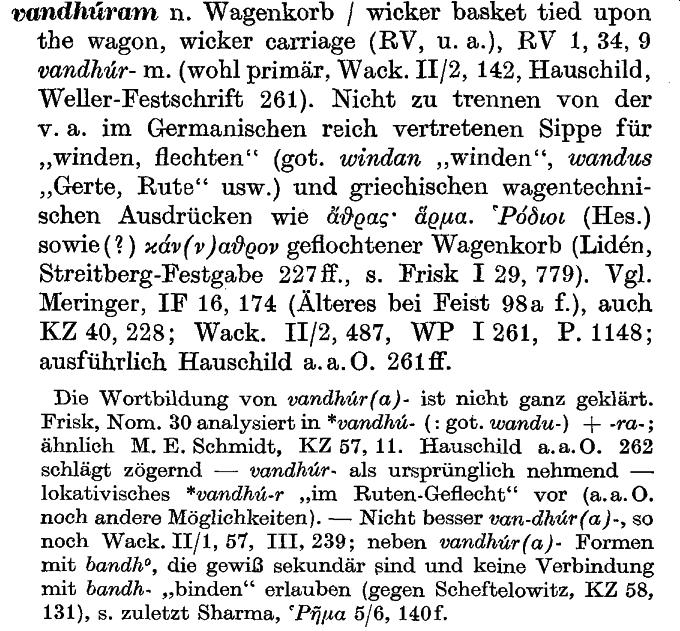 vandhúram n. Wagenkorb / wicker basket tied upon
the wagon, wicker carriage (RV, u. a.), RV 1, 34, 9
vandhúr- m. (wohl primär, Wack. II/2, 142, Hauschild,
Weller-Festschrift 261). Nicht zu trennen von der
v. a. im Germanischen reich vertretenen Sippe für
„winden, flechten“ (got. windan „winden“, wandus
„Gerte, Rute“ usw.) und griechischen wagentechni-
schen Ausdrücken wie ἄϑρας· ἅρμα. Ῥόδιοι (Hes.)
sowie (?) κάν(ν)αϑρον geflochtener Wagenkorb (Lidén,
Streitberg-Festgabe 227ff., s. Frisk I 29, 779). Vgl.
Meringer, IF 16, 174 (Älteres bei Feist 98a f.), auch
KZ 40, 228; Wack. II/2, 487, WP I 261, P. 1148;
ausführlich Hauschild a. a. O. 261ff.
Die Wortbildung von vandhúr(a)- ist nicht ganz geklärt.
Frisk, Nom. 30 analysiert in *vandhú- (: got. wandu-) + -ra-;
ähnlich M. E. Schmidt, KZ 57, 11. Hauschild a. a. O. 262
schlägt zögernd — vandhúr- als ursprünglich nehmend —
lokativisches *vandhú-r „im Ruten-Geflecht“ vor (a. a. O.
noch andere Möglichkeiten). — Nicht besser van-dhúr(a)-, so
noch Wack. II/1, 57, III, 239; neben vandhúr(a)- Formen
mit bandh°, die gewiß sekundär sind und keine Verbindung
mit bandh- „binden“ erlauben (gegen Scheftelowitz, KZ 58,
131), s. zuletzt Sharma, Ῥῆμα 5/6, 140f.